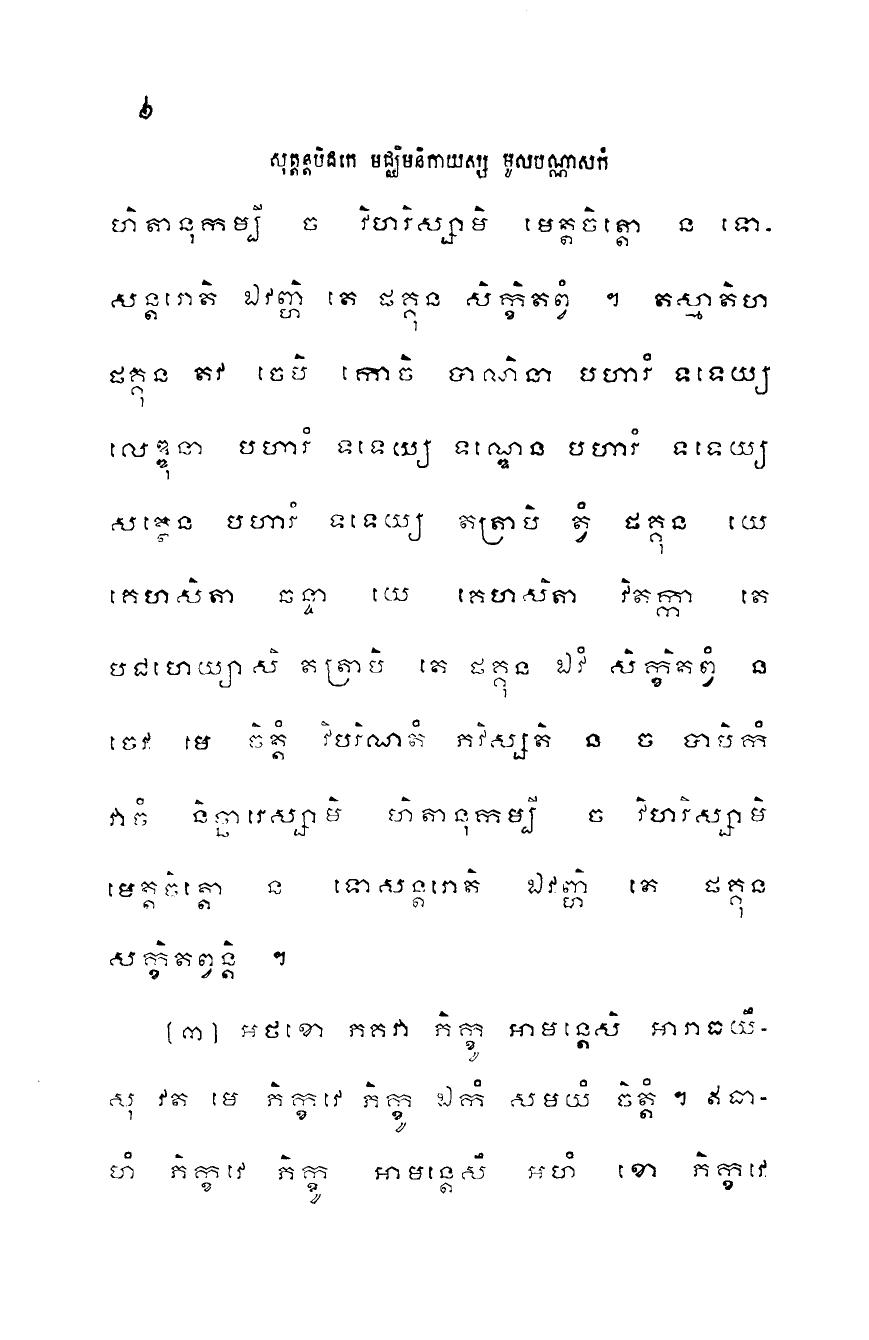 ៦
សុត្តន្តបិដកេ មជ្ឈិមនិកាយស្ស មូលបណ្ណាសកំ
ហិតានុកម្បី ច វិហរិស្សាមិ មេត្តចិត្តោ ន ទោ-
សន្តរោតិ ឯវញ្ហិ តេ ផគ្គុន សិក្ខិតព្វំ ។ តស្មាតិហ
ផគ្គុន តវ ចេបិ កោចិ បាណិនា បហារំ ទទេយ្យ
លេឌ្ឌុនា បហារំ ទទេយ្យ ទណ្ឌេន បហារំ ទទេយ្យ
សត្ថេន បហារំ ទទេយ្យ តត្រាបិ ត្វំ ផគ្គុន យេ
គេហសិតា ឆន្ទា យេ គេហសិតា វិតក្កា តេ
បជហេយ្យាសិ តត្រាបិ តេ ផគ្គុន ឯវំ សិក្ខិតព្វំ ន
ចេវ មេ ចិត្តំ វិបរិណតំ ភវិស្សតិ ន ច បាបិកំ
វាចំ និច្ឆារេស្សាមិ ហិតានុកម្បី ច វិហរិស្សាមិ
មេត្តចិត្តោ ន ទោសន្តរោតិ ឯវញ្ហិ តេ ផគ្គុន
សក្ខិតព្វន្តិ ។
(៣) អថខោ ភគវា ភិក្ខូ អាមន្តេសិ អារាធយឹ-
សុ វត មេ ភិក្ខវេ ភិក្ខូ ឯកំ សមយំ ចិត្តំ ។ ឥធា-
ហំ ភិក្ខវេ ភិក្ខូ អាមន្តេសឹ អហំ ខោ ភិក្ខវេ